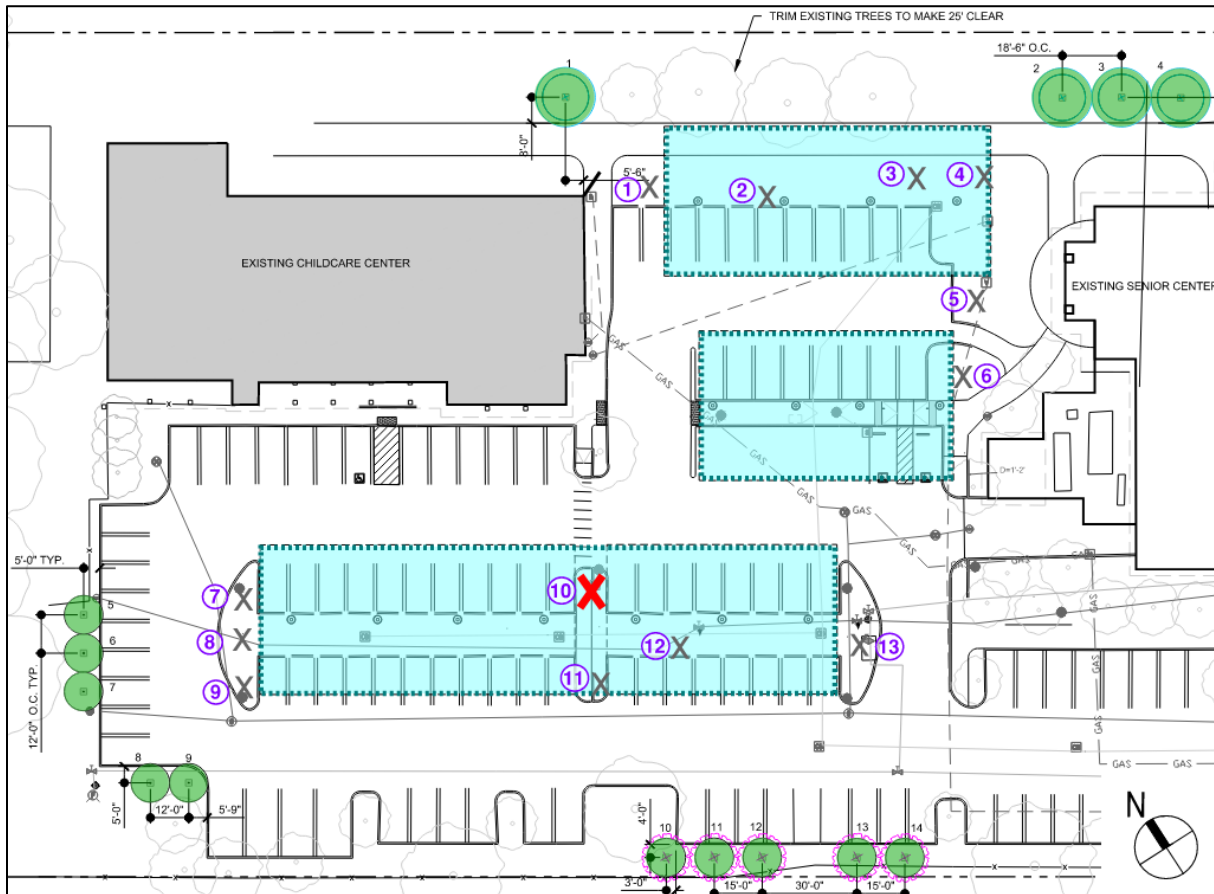 TRIM EXISTING TREES TO MAKE 25' CLEAR
18'-6" O.C.
1
2
3
4
8'-0"
5'-6"
1
2
3
4
EXISTING CHILDCARE CENTER
EXISTING SENIOR CENTER
5
GAS
6
GAS
GAS
D=1'-2'
GAS
GAS
GAS
GAS
GAS
5'-0" TYP.
10
7
5
8
6
12
13
12'-0" O.C. TYP.
9
11
7
GAS
GAS
GAS
8
9
5'-0"
12'-0"
5'-9"
4'-0"
10
11
12
13
14
3'-0"
15'-0"
30'-0"
15'-0"
N